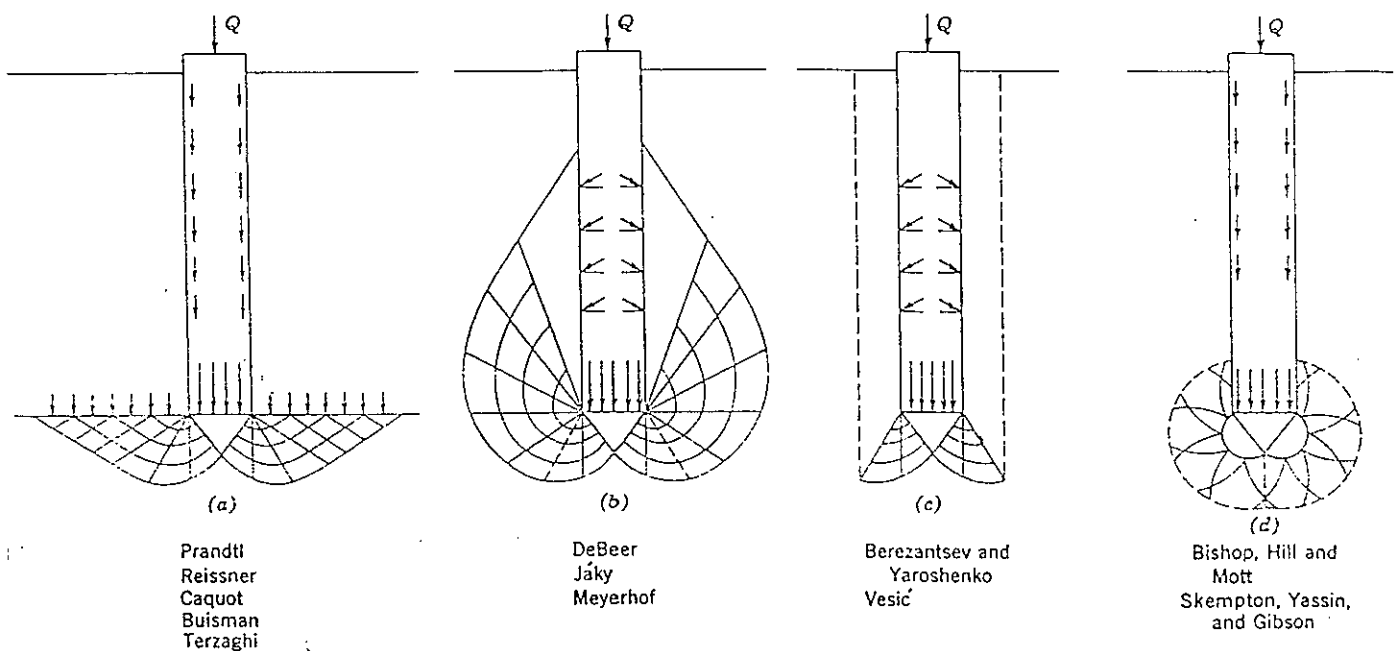 Q
Q
Q
Q
(a)
(b)
(c)
(d)
Prandtl
Reissner
Caquot
Buisman
Terzaghi
DeBeer
Jáky
Meyerhof
Berezantsev and
Yaroshenko
Vesić
Bishop, Hill and
Mott
Skempton, Yassin,
and Gibson